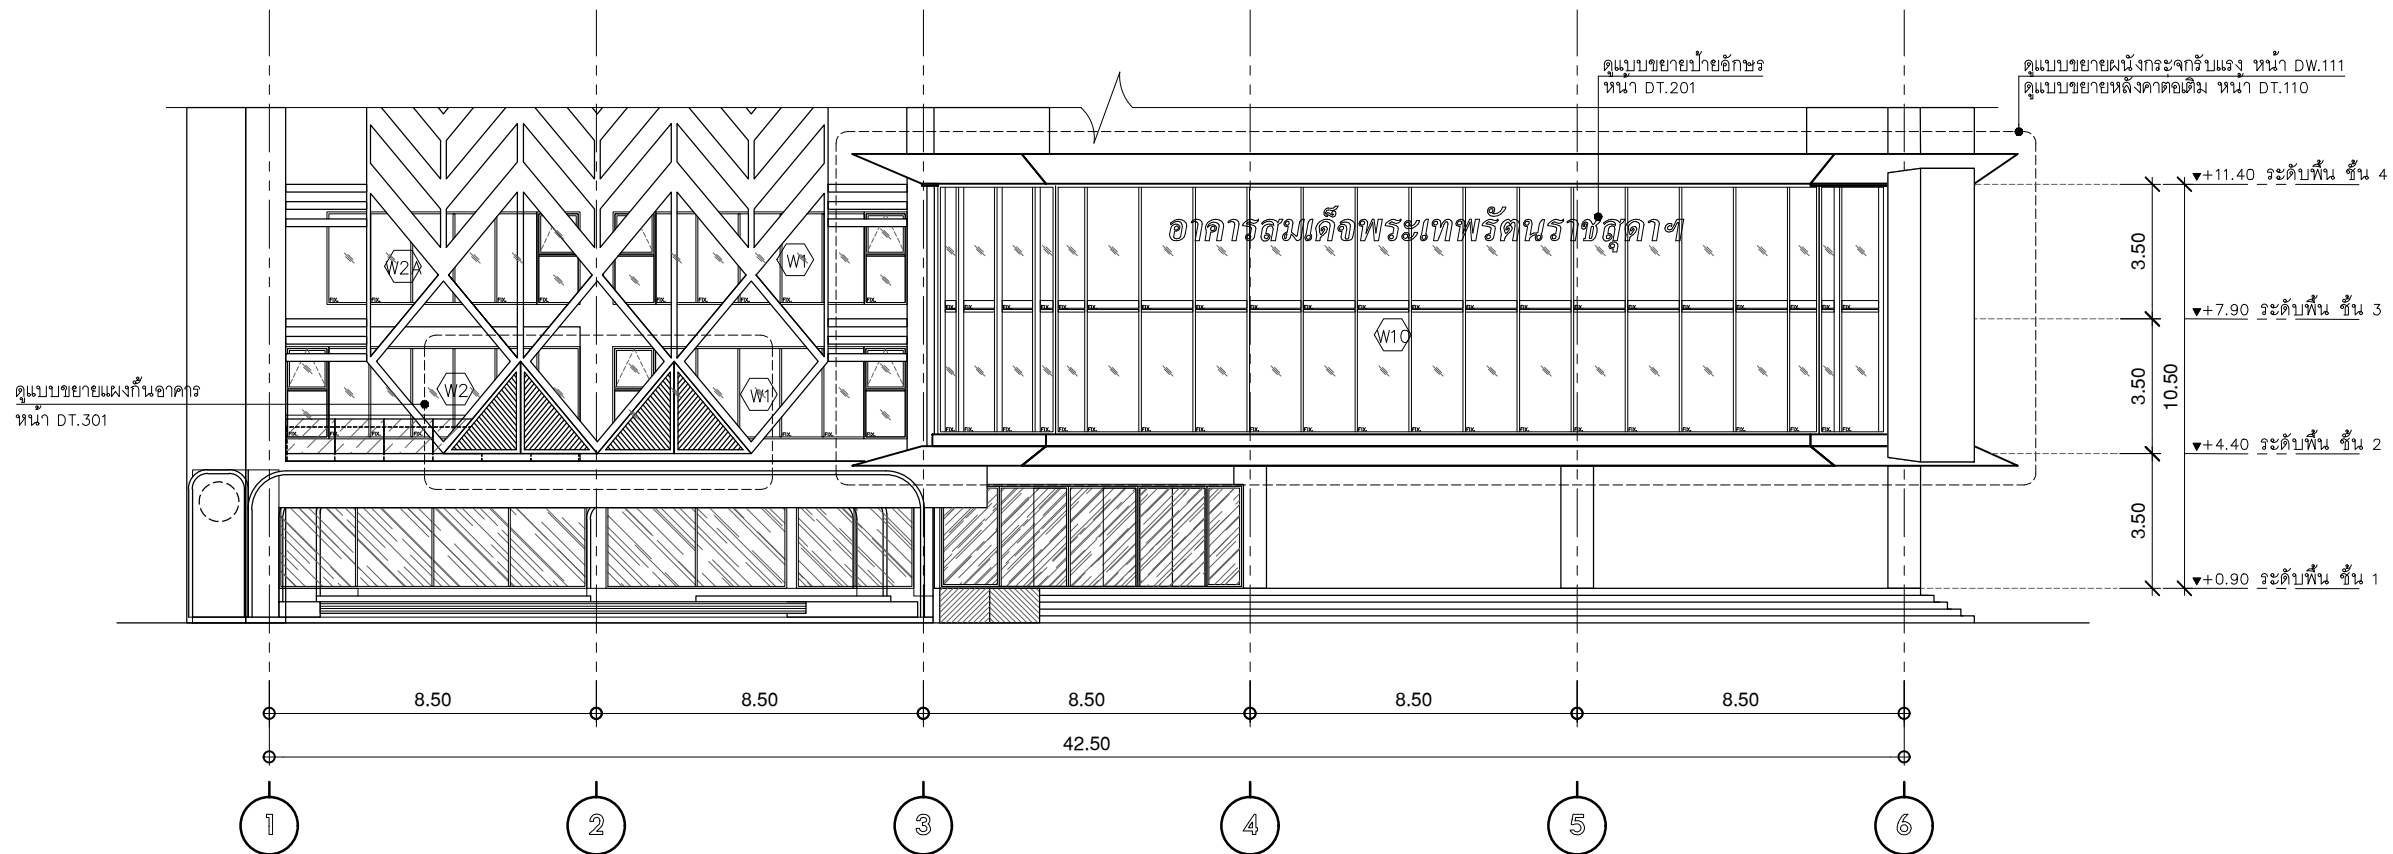 ดูแบบขยายป้ายอักษร
หน้า DT.201
ดูแบบขยายผนังกระจกรับแรง หน้า DW.111
ดูแบบขยายหลังคาต่อเติม หน้า DT.110
▼+11.40 ระดับพื้น ชั้น 4
อาคารสมเด็จพระเทพรัตนราชสุดาฯ
W2A
W1
3.50
FIX. FIX. FIX. FIX. FIX. FIX. FIX. FIX. FIX. FIX.
▼+7.90 ระดับพื้น ชั้น 3
W10
ดูแบบขยายแผงกั้นอาคาร
หน้า DT.301
W2
W1
3.50
10.50
▼+4.40 ระดับพื้น ชั้น 2
3.50
▼+0.90 ระดับพื้น ชั้น 1
8.50 8.50 8.50 8.50 8.50
42.50
1 2 3 4 5 6